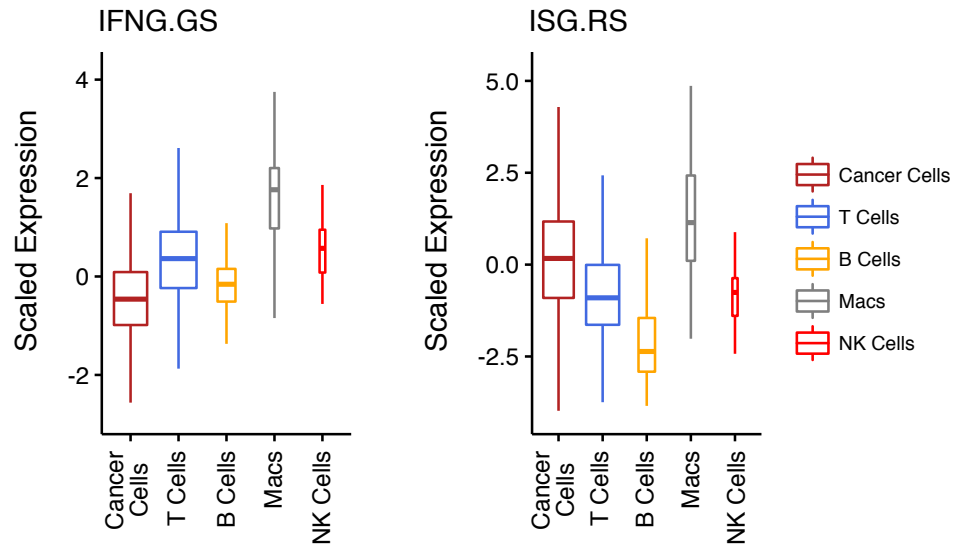 IFNG.GS
Scaled Expression
4
2
0
-2
Cancer
Cells
T Cells
B Cells
Macs
NK Cells
ISG.RS
Scaled Expression
5.0
2.5
0.0
-2.5
Cancer
Cells
T Cells
B Cells
Macs
NK Cells
Cancer Cells
T Cells
B Cells
Macs
NK Cells